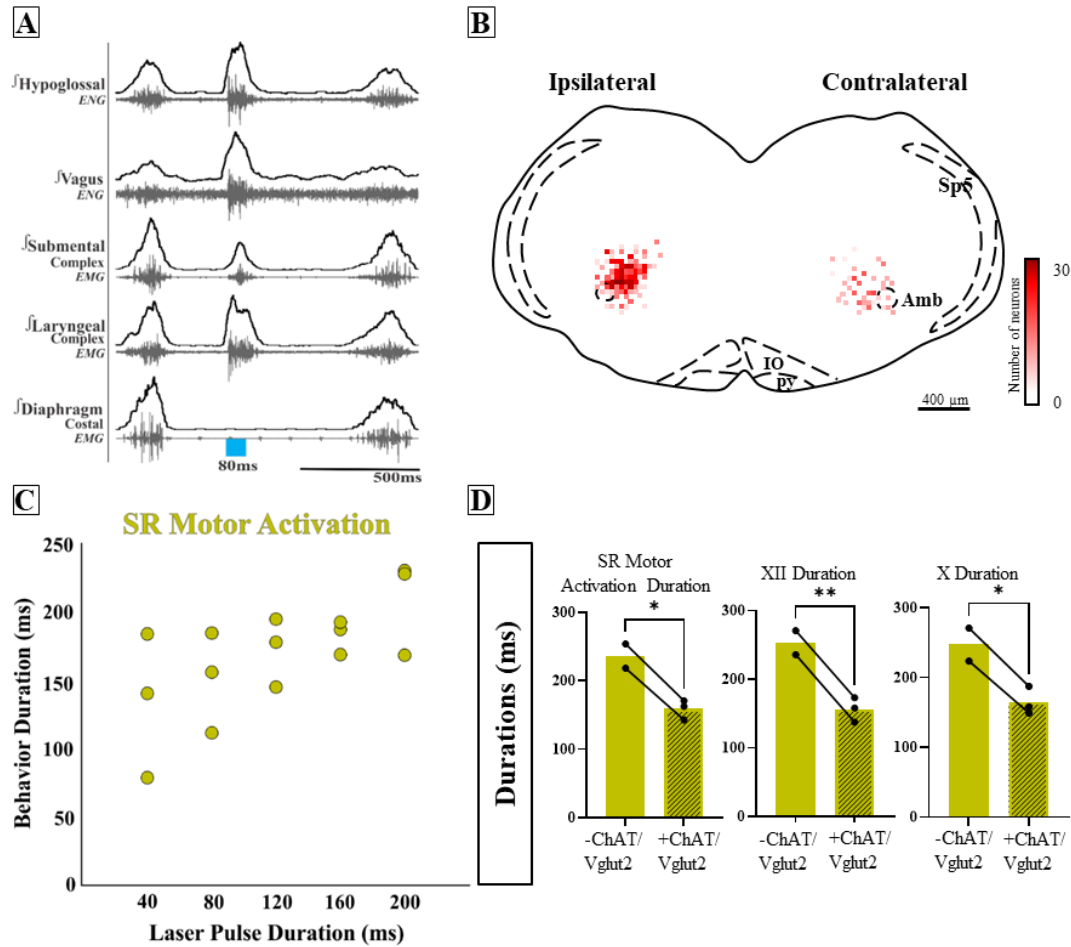 A
∫Hypoglossal
ENG
∫Vagus
ENG
∫Submental
Complex
EMG
∫Laryngeal
Complex
EMG
∫Diaphragm
Costal
EMG
80ms
500ms
B
Ipsilateral
Contralateral
Sp5
Amb
IO
py
400 µm
30
Number of neurons
0
C
SR Motor Activation
Behavior Duration (ms)
250
200
150
100
50
0
40 80 120 160 200
Laser Pulse Duration (ms)
D
Durations (ms)
SR Motor
Activation Duration
*
300
200
100
0
-ChAT/ +ChAT/
Vglut2 Vglut2
XII Duration
**
300
200
100
0
-ChAT/ +ChAT/
Vglut2 Vglut2
X Duration
*
300
200
100
0
-ChAT/ +ChAT/
Vglut2 Vglut2